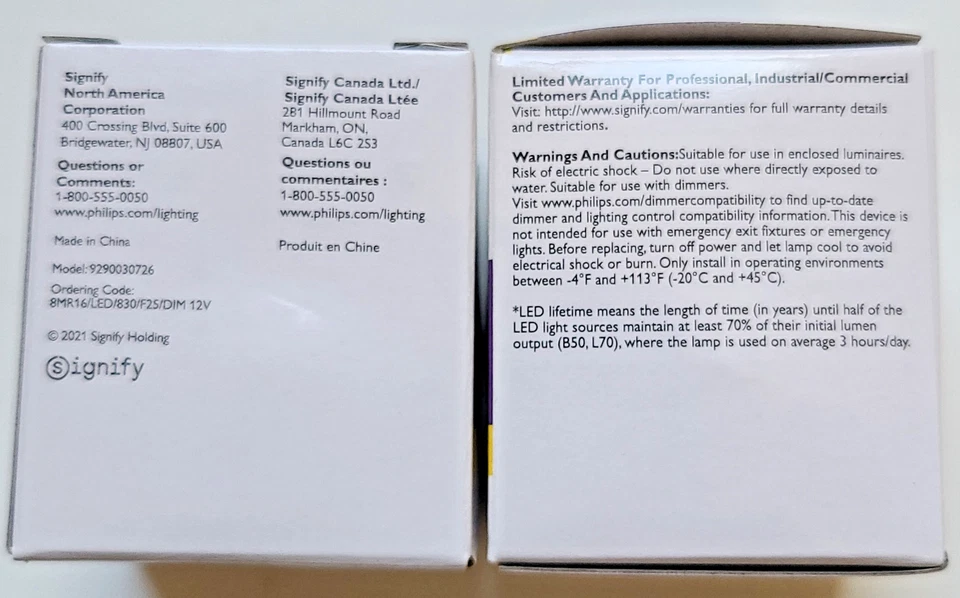 Signify
North America
Corporation
400 Crossing Blvd, Suite 600
Bridgewater, NJ 08807, USA
Questions or
Comments:
1-800-555-0050
www.philips.com/lighting
Made in China
Model:9290030726
Ordering Code:
8MR16/LED/830/F25/DIM 12V
© 2021 Signify Holding
Signify
Signify Canada Ltd./
Signify Canada Ltée
281 Hillmount Road
Markham, ON,
Canada L6C 2S3
Questions ou
commentaires :
1-800-555-0050
www.philips.com/lighting
Produit en Chine
Limited Warranty For Professional, Industrial/Commercial
Customers And Applications:
Visit: http://www.signify.com/warranties for full warranty details
and restrictions.
Warnings And Cautions:Suitable for use in enclosed luminaires.
Risk of electric shock – Do not use where directly exposed to
water. Suitable for use with dimmers.
Visit www.philips.com/dimmercompatibility to find up-to-date
dimmer and lighting control compatibility information. This device is
not intended for use with emergency exit fixtures or emergency
lights. Before replacing, turn off power and let lamp cool to avoid
electrical shock or burn. Only install in operating environments
between -4°F and +113°F (-20°C and +45°C).
*LED lifetime means the length of time (in years) until half of the
LED light sources maintain at least 70% of their initial lumen
output (B50, L70), where the lamp is used on average 3 hours/day.